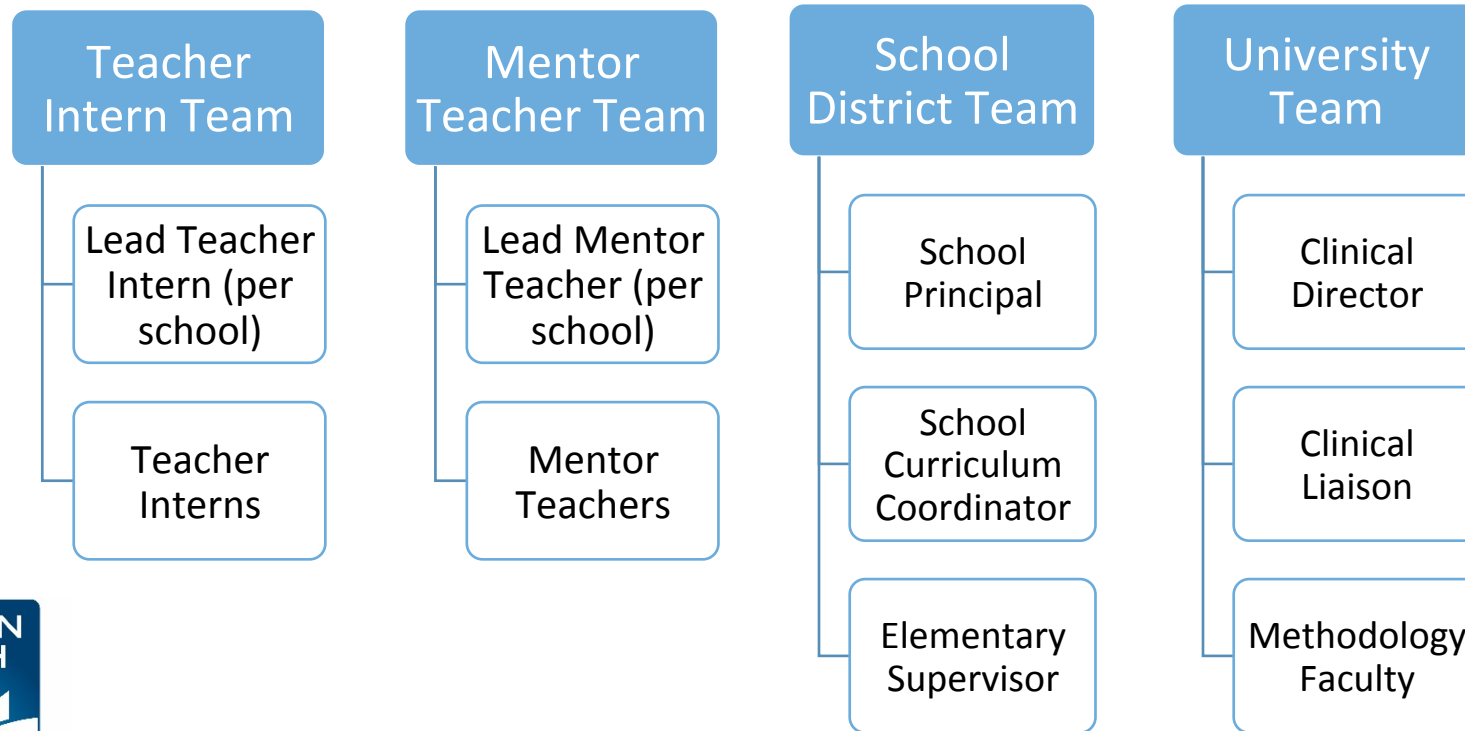 Teacher
Intern Team
Lead Teacher
Intern (per
school)
Teacher
Interns
Mentor
Teacher Team
Lead Mentor
Teacher (per
school)
Mentor
Teachers
School
District Team
School
Principal
School
Curriculum
Coordinator
Elementary
Supervisor
University
Team
Clinical
Director
Clinical
Liaison
Methodology
Faculty